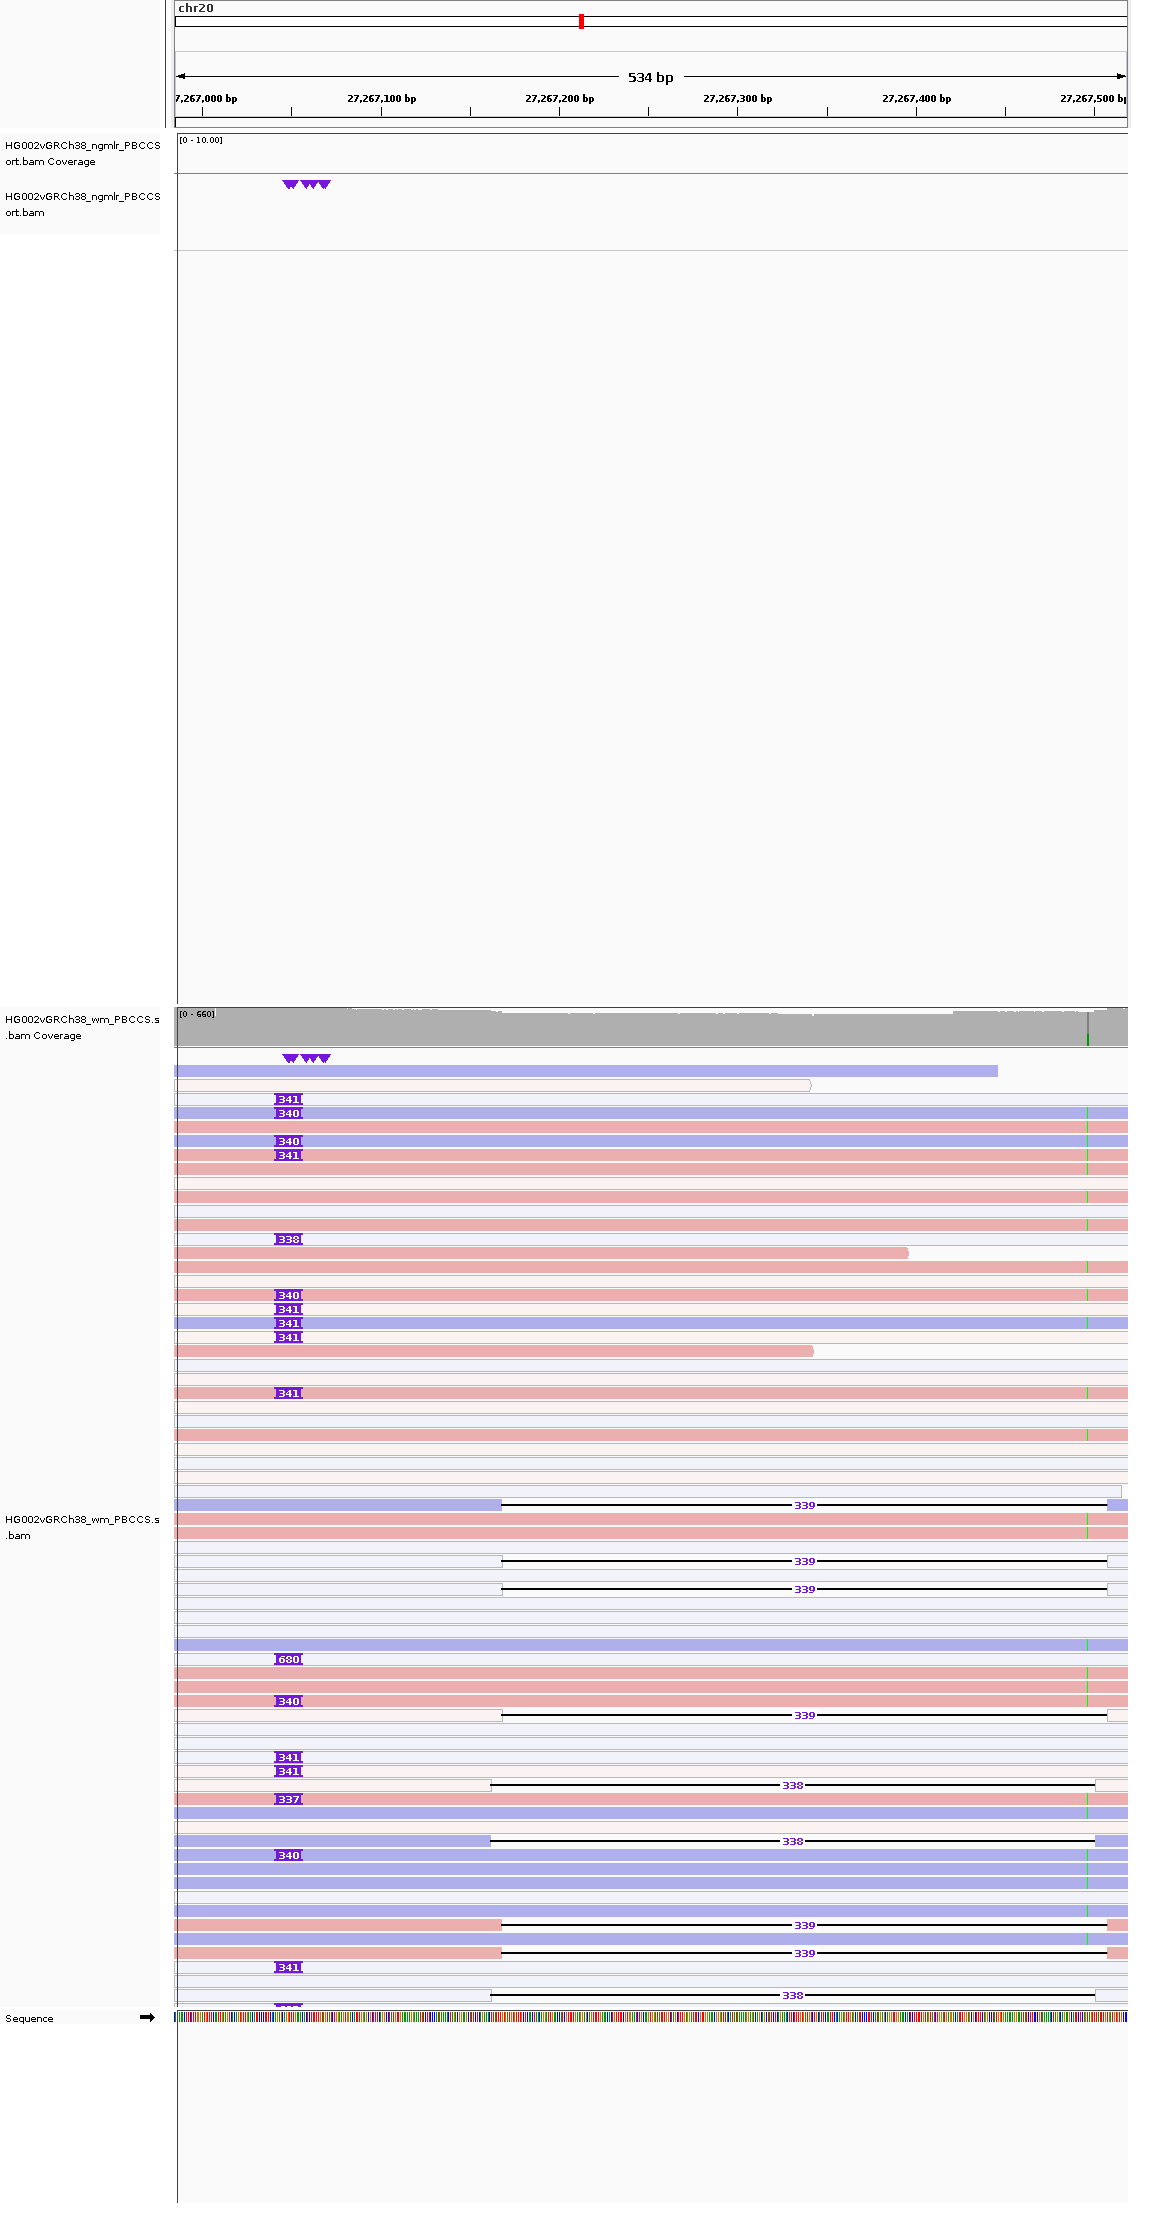 chr20
534 bp
7,267,000 bp 27,267,100 bp 27,267,200 bp 27,267,300 bp 27,267,400 bp 27,267,500 bp
HG002vGRCh38_ngmlr_PBCCS
ort.bam Coverage
[0 - 10.00]
HG002vGRCh38_ngmlr_PBCCS
ort.bam
HG002vGRCh38_wm_PBCCS.s
.bam Coverage
[0 - 660]
341
340
340
341
338
340
341
341
341
341
339
HG002vGRCh38_wm_PBCCS.s
.bam
339
339
680
340
339
341
341
338
337
338
340
339
339
341
338
Sequence